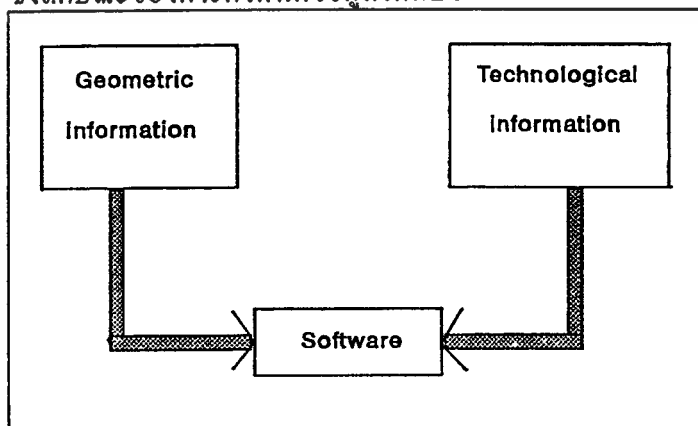 Geometric
information
Technological
information
Software